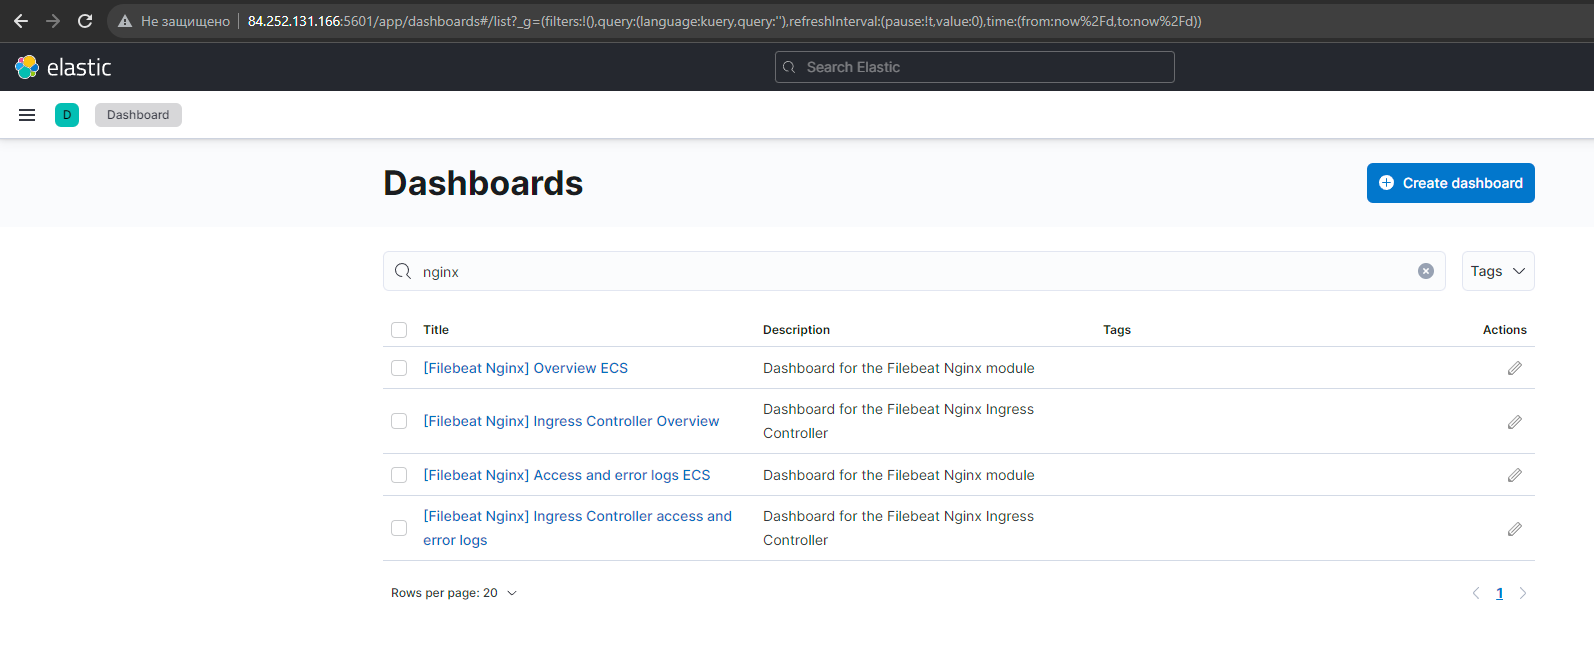 Не защищено
84.252.131.166:5601/app/dashboards#/list?_g=(filters:!(),query:(language:kuery,query:''),refreshInterval:(pause:!t,value:0),time:(from:now%2Fd,to:now%2Fd))
elastic
Search Elastic
D
Dashboard
Dashboards
Create dashboard
nginx
Tags
Title Description Tags Actions
[Filebeat Nginx] Overview ECS
Dashboard for the Filebeat Nginx module
[Filebeat Nginx] Ingress Controller Overview
Dashboard for the Filebeat Nginx Ingress
Controller
[Filebeat Nginx] Access and error logs ECS
Dashboard for the Filebeat Nginx module
[Filebeat Nginx] Ingress Controller access and
error logs
Dashboard for the Filebeat Nginx Ingress
Controller
Rows per page: 20
1